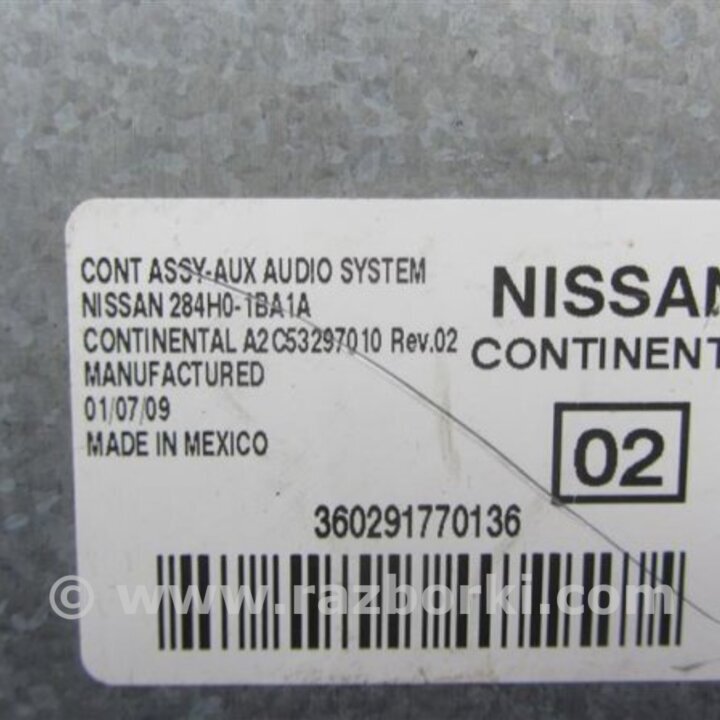 CONT ASSY-AUX AUDIO SYSTEM
NISSAN 284H0-1BA1A
CONTINENTAL A2C53297010 Rev.02
MANUFACTURED
01/07/09
MADE IN MEXICO
NISSAN
CONTINENT
02
360291770136
© www.razborki.com